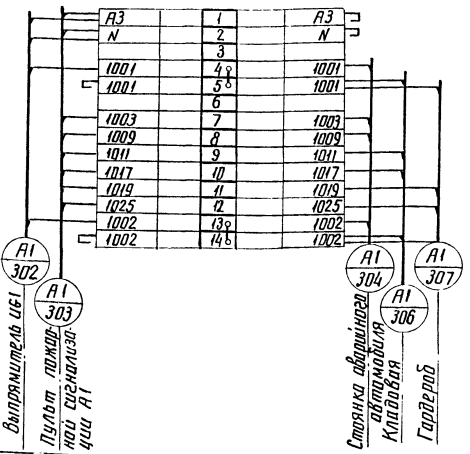 А3 1 А3
N 2 N
3
1001 4 1001
1001 5 1001
6
1003 7 1003
1009 8 1009
1011 9 1011
1017 10 1017
1019 11 1019
1025 12 1025
1002 13 1002
1002 14 1002
А1
302
А1
303
А1
304
А1
306
А1
307
Выпрямитель UG1
Пульт пожар-
ной сигнализа-
ции А1
Стоянка аварийного
автомобиля
Кладовая
Гардероб